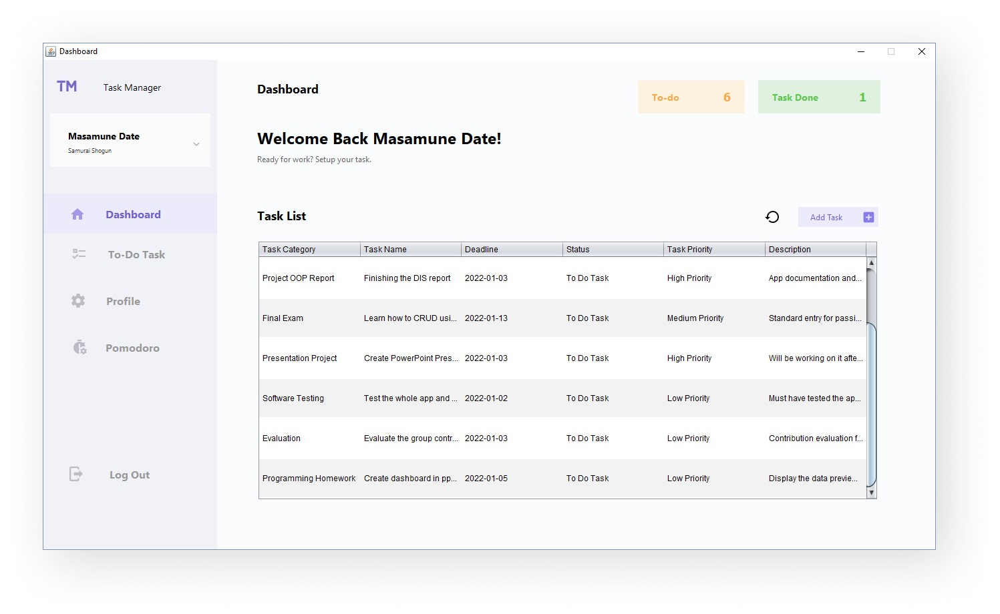 Dashboard
TM Task Manager
Masamune Date
Samurai Shogun
Dashboard
To-Do Task
Profile
Pomodoro
Log Out
Dashboard
To-do 6
Task Done 1
Welcome Back Masamune Date!
Ready for work? Setup your task.
Task List
Add Task
Task Category Task Name Deadline Status Task Priority Description
Project OOP Report Finishing the DIS report 2022-01-03 To Do Task High Priority App documentation and...
Final Exam Learn how to CRUD usi... 2022-01-13 To Do Task Medium Priority Standard entry for passi...
Presentation Project Create PowerPoint Pres... 2022-01-03 To Do Task High Priority Will be working on it afte...
Software Testing Test the whole app and ... 2022-01-02 To Do Task Low Priority Must have tested the ap...
Evaluation Evaluate the group contr... 2022-01-03 To Do Task Low Priority Contribution evaluation f...
Programming Homework Create dashboard in pp... 2022-01-05 To Do Task Low Priority Display the data previe...